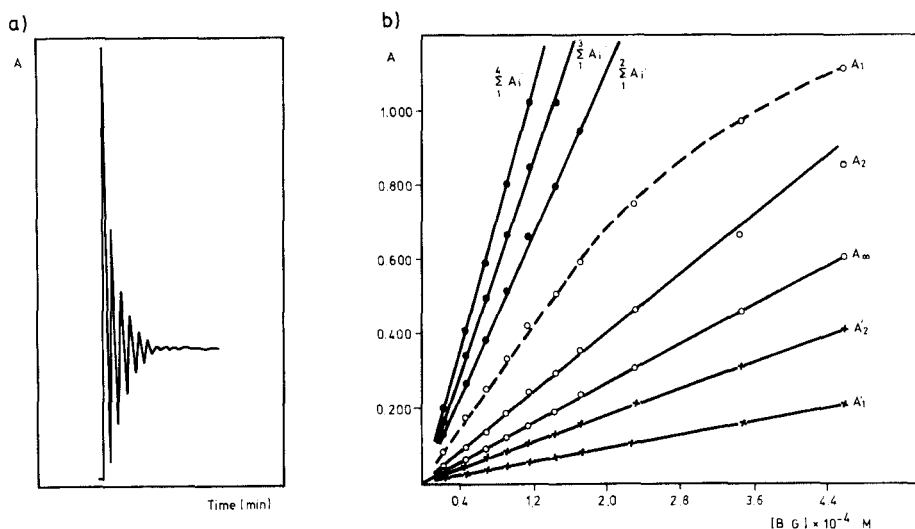 a)
A
Time (min)
b)
A
1.000
0.800
0.600
0.400
0.200
0.4
1.2
2.0
2.8
3.6
4.4
[B G] × 10⁻⁴ M
4 Σ Ai 1
3 Σ Ai 1
2 Σ Ai 1
A₁
A₂
A∞
A'₂
A'₁